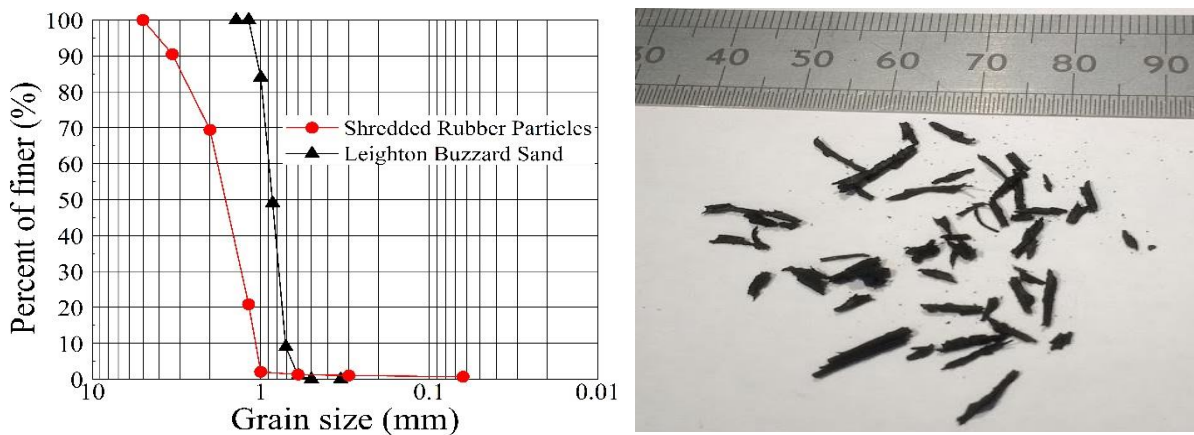 100
90
80
70
60
50
40
30
20
10
0
Percent of finer (%)
Shredded Rubber Particles
Leighton Buzzard Sand
10 1 0.1 0.01
Grain size (mm)
30 40 50 60 70 80 90